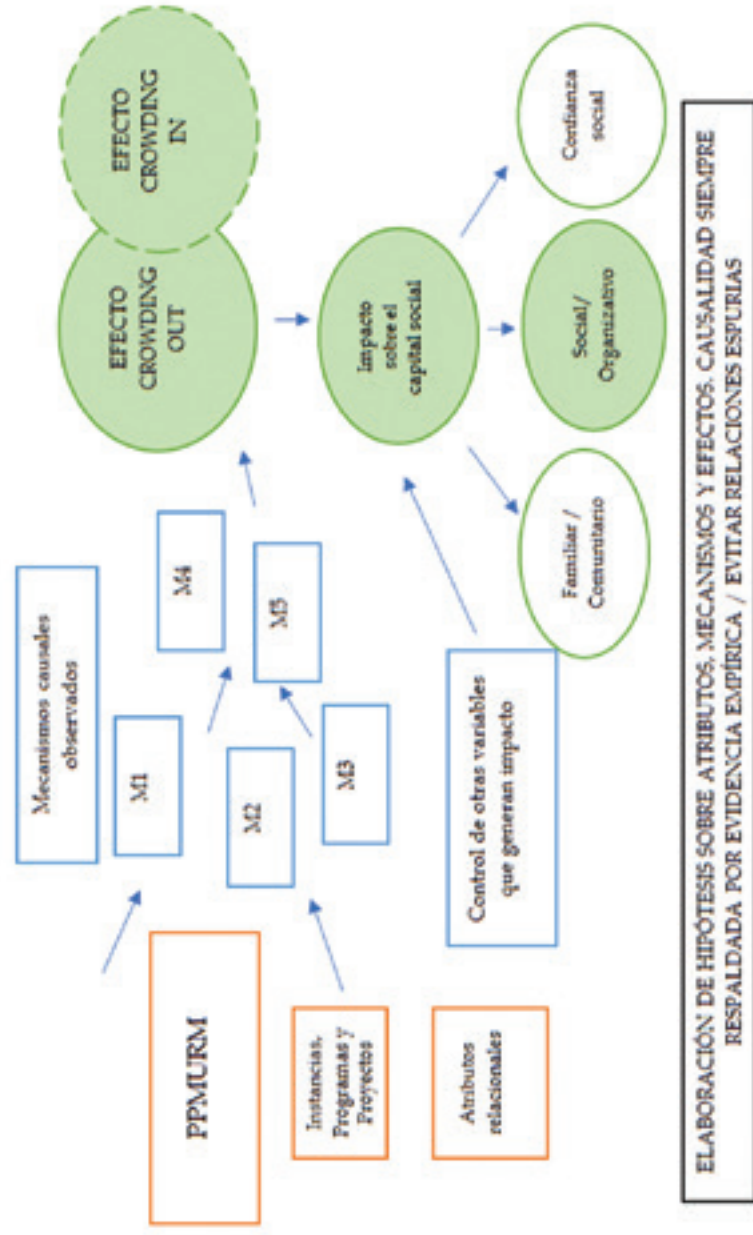 PPMURM
Instancias,
Programas y
Proyectos
Atributos
relacionales
Mecanismos causales
observados
M1
M2
M3
M4
M5
Control de otras variables
que generan impacto
EFECTO
CROWDING
OUT
EFECTO
CROWDING
IN
Impacto
sobre el
capital social
Familiar /
Comunitario
Social/
Organizativo
Confianza
social
ELABORACIÓN DE HIPÓTESIS SOBRE ATRIBUTOS, MECANISMOS Y EFECTOS. CAUSALIDAD SIEMPRE
RESPALDADA POR EVIDENCIA EMPÍRICA / EVITAR RELACIONES ESPURIAS